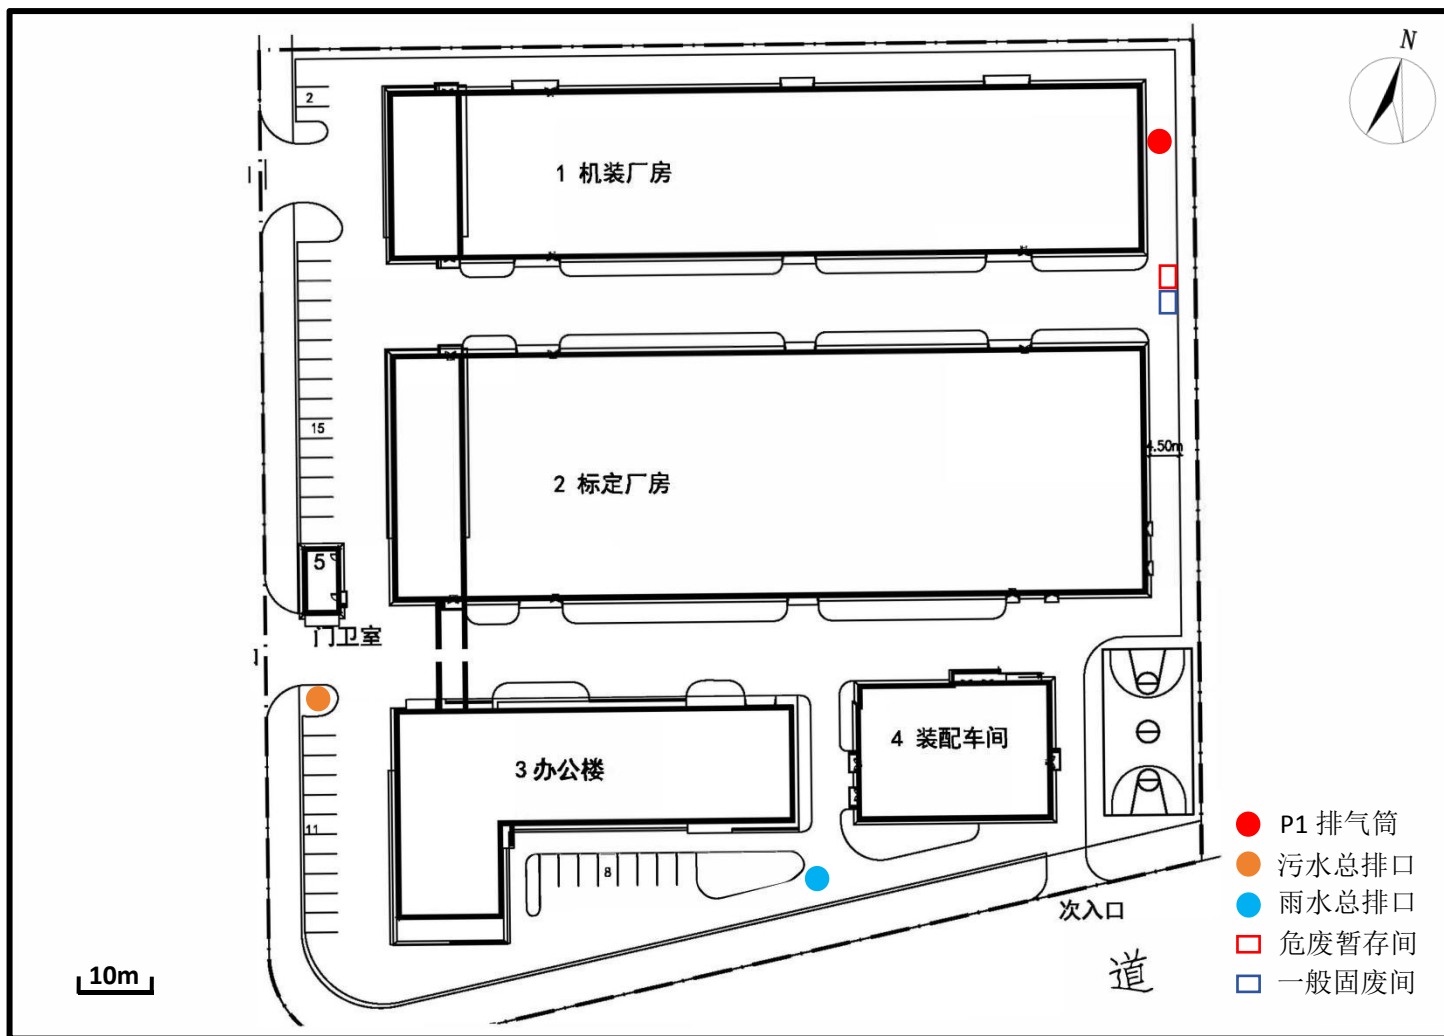 N
2
1 机装厂房
15
4.50m
2 标定厂房
5
门卫室
4 装配车间
3 办公楼
11
8
P1 排气筒
污水总排口
雨水总排口
危废暂存间
一般固废间
次入口
道
10m